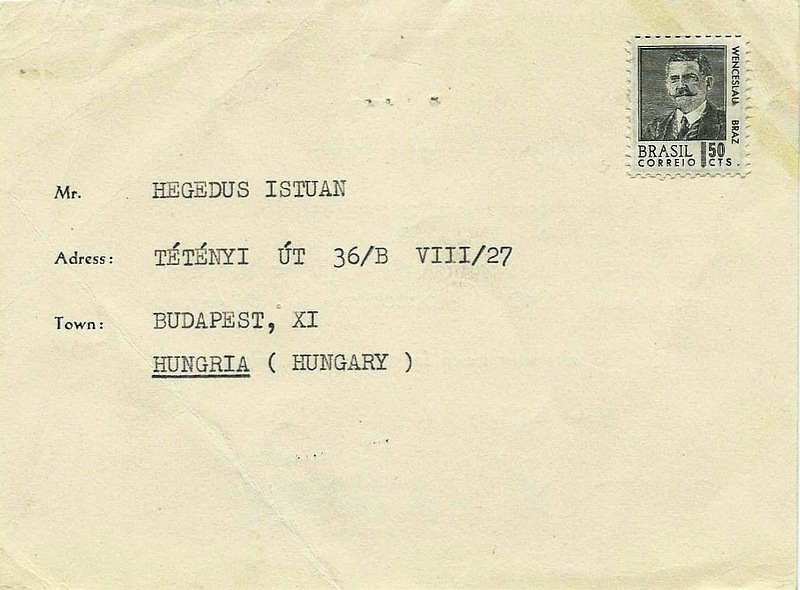 WENCESLAU BRAZ
BRASIL 50
CORREIO CTS.
Mr. HEGEDUS ISTUAN
Adress: TÉTÉNYI ÚT 36/B VIII/27
Town: BUDAPEST, XI
HUNGRIA ( HUNGARY )